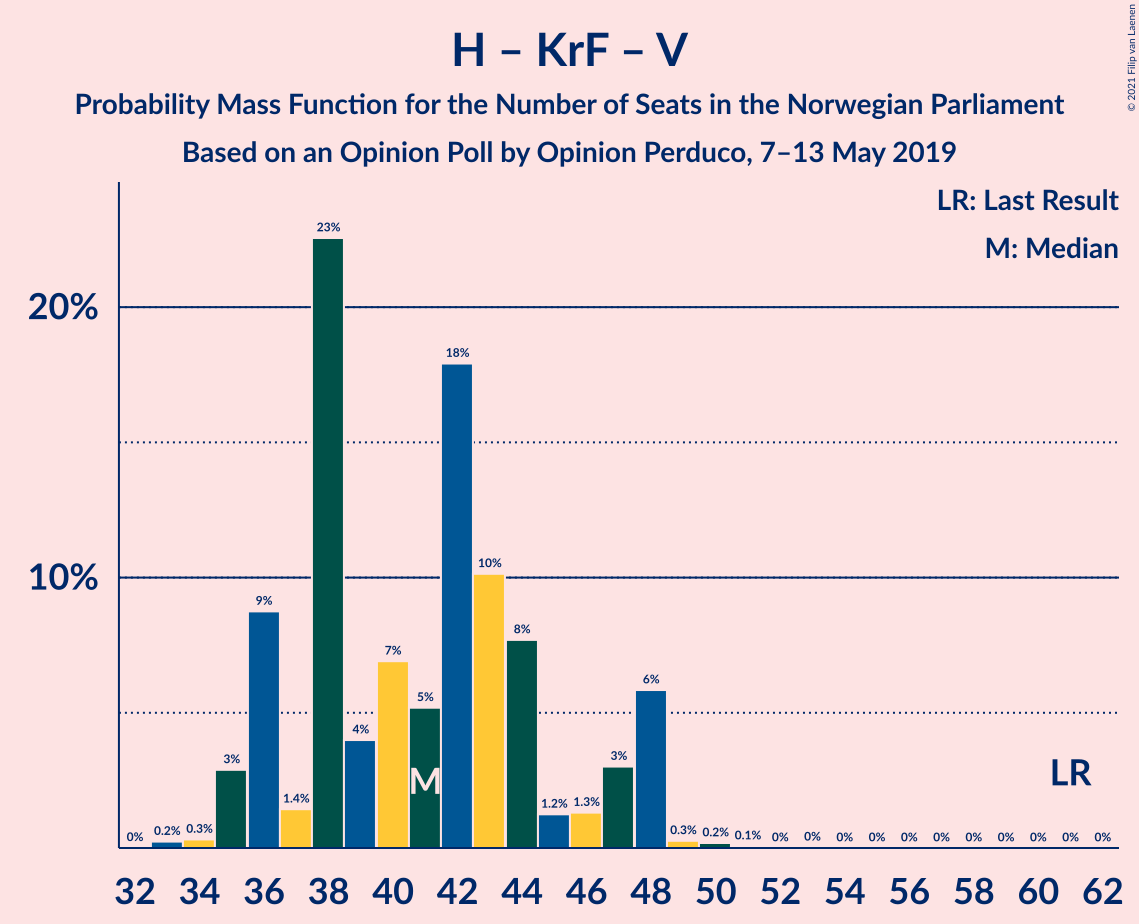 H – KrF – V
Probability Mass Function for the Number of Seats in the Norwegian Parliament
Based on an Opinion Poll by Opinion Perduco, 7–13 May 2019
© 2021 Filip van Laenen
LR: Last Result
M: Median
20%
10%
0% 0.2% 0.3% 3% 9% 1.4% 23% 4% 7% 5% 18% 10% 8% 1.2% 1.3% 3% 6% 0.3% 0.2% 0.1% 0% 0% 0% 0% 0% 0% 0% 0% 0% 0% 0%
M
LR
32 34 36 38 40 42 44 46 48 50 52 54 56 58 60 62